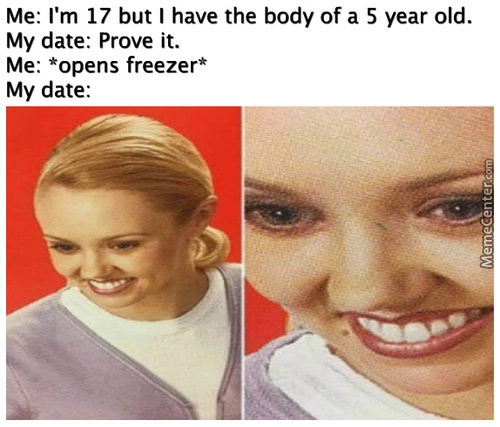 Me: I'm 17 but I have the body of a 5 year old.
My date: Prove it.
Me: *opens freezer*
My date:
MemeCenter.com